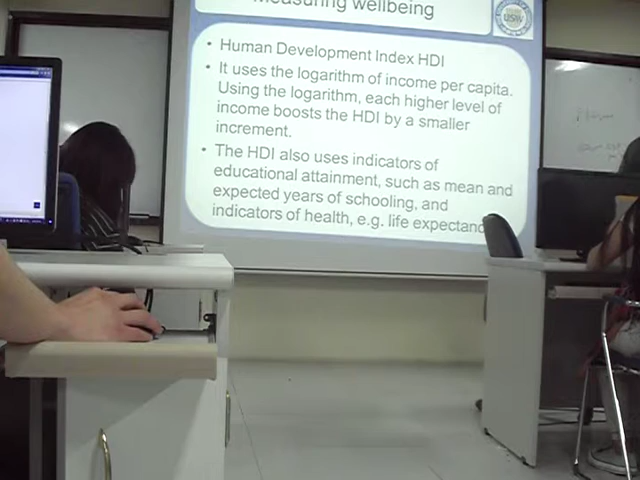 Measuring wellbeing
• Human Development Index HDI
• It uses the logarithm of income per capita.
Using the logarithm, each higher level of
income boosts the HDI by a smaller
increment.
• The HDI also uses indicators of
educational attainment, such as mean and
expected years of schooling, and
indicators of health, e.g. life expectanc